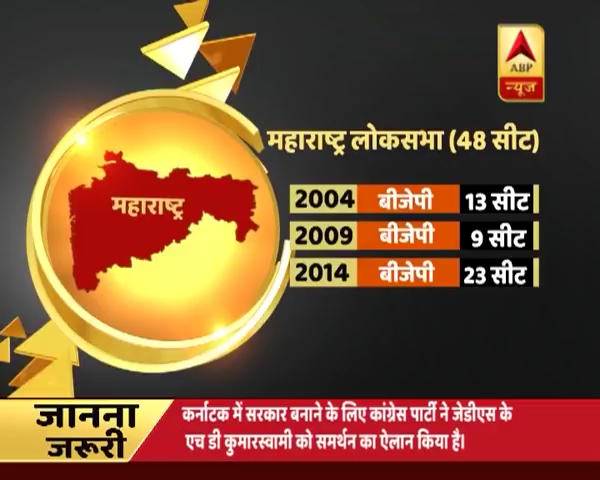 ABP
न्यूज़
महाराष्ट्र लोकसभा (48 सीट)
महाराष्ट्र
2004 बीजेपी 13 सीट
2009 बीजेपी 9 सीट
2014 बीजेपी 23 सीट
जानना
जरूरी
कर्नाटक में सरकार बनाने के लिए कांग्रेस पार्टी ने जेडीएस के
एच डी कुमारस्वामी को समर्थन का ऐलान किया है।